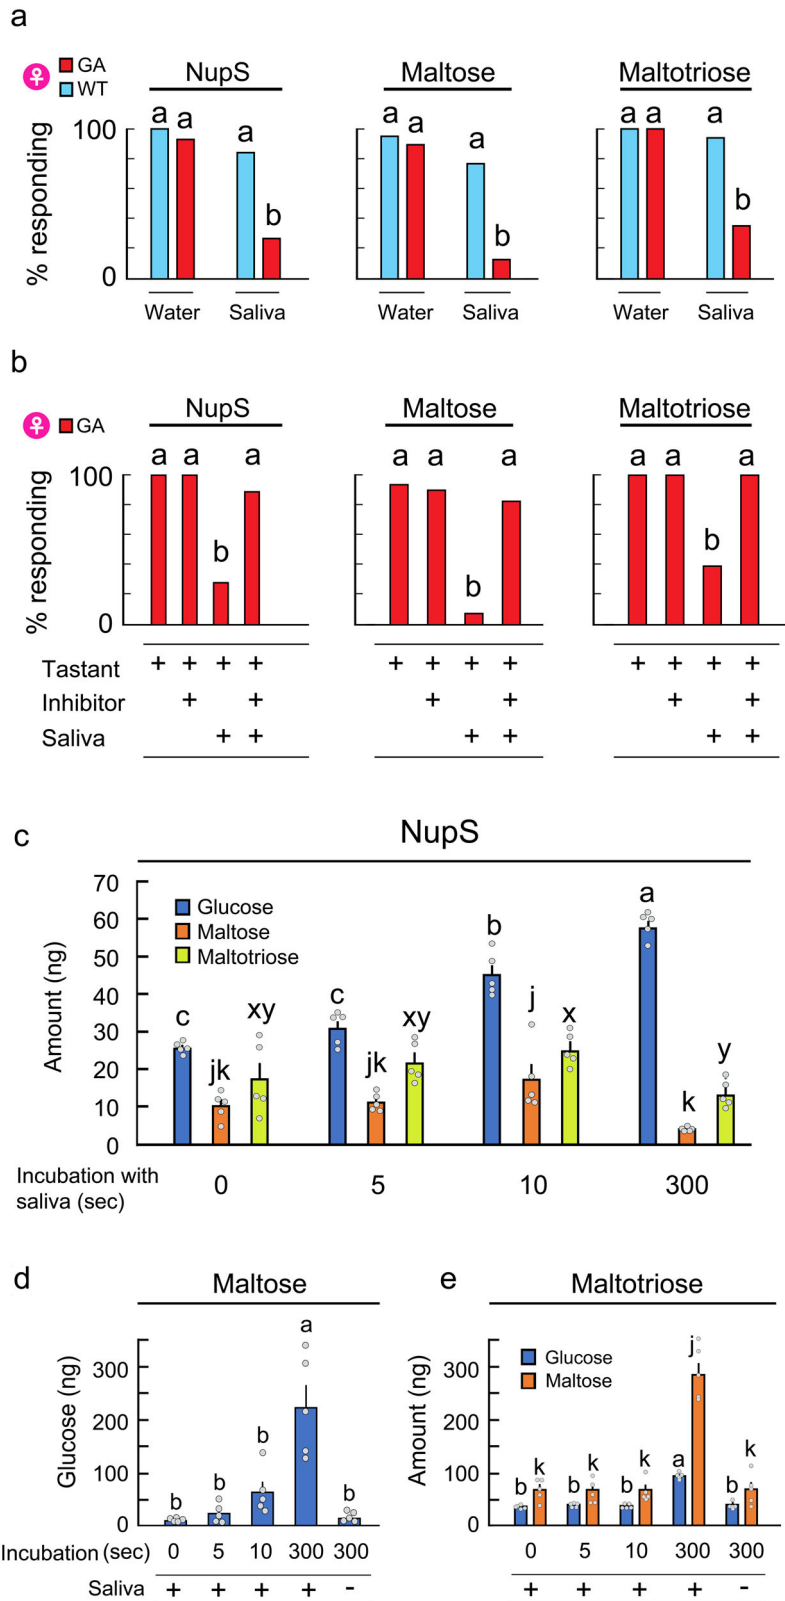 a
♀ GA
WT
NupS Maltose Maltotriose
a a a b a a a b a a a b
% responding
100
0
Water Saliva Water Saliva Water Saliva
b
♀ GA
NupS Maltose Maltotriose
a a b a a a b a a a b a
% responding
100
0
Tastant + + + + + + + + + + + +
Inhibitor + + + + + +
Saliva + + + + + +
c
NupS
Amount (ng)
70
60
50
40
30
20
10
0
Glucose
Maltose
Maltotriose
c jk xy c jk xy b j x a k y
Incubation with
saliva (sec)
0 5 10 300
d
Maltose
Glucose (ng)
300
200
100
0
b b b a b
Incubation (sec) 0 5 10 300 300
Saliva + + + + -
e
Maltotriose
Amount (ng)
300
200
100
0
Glucose
Maltose
b k b k b k a j b k
0 5 10 300 300
+ + + + -